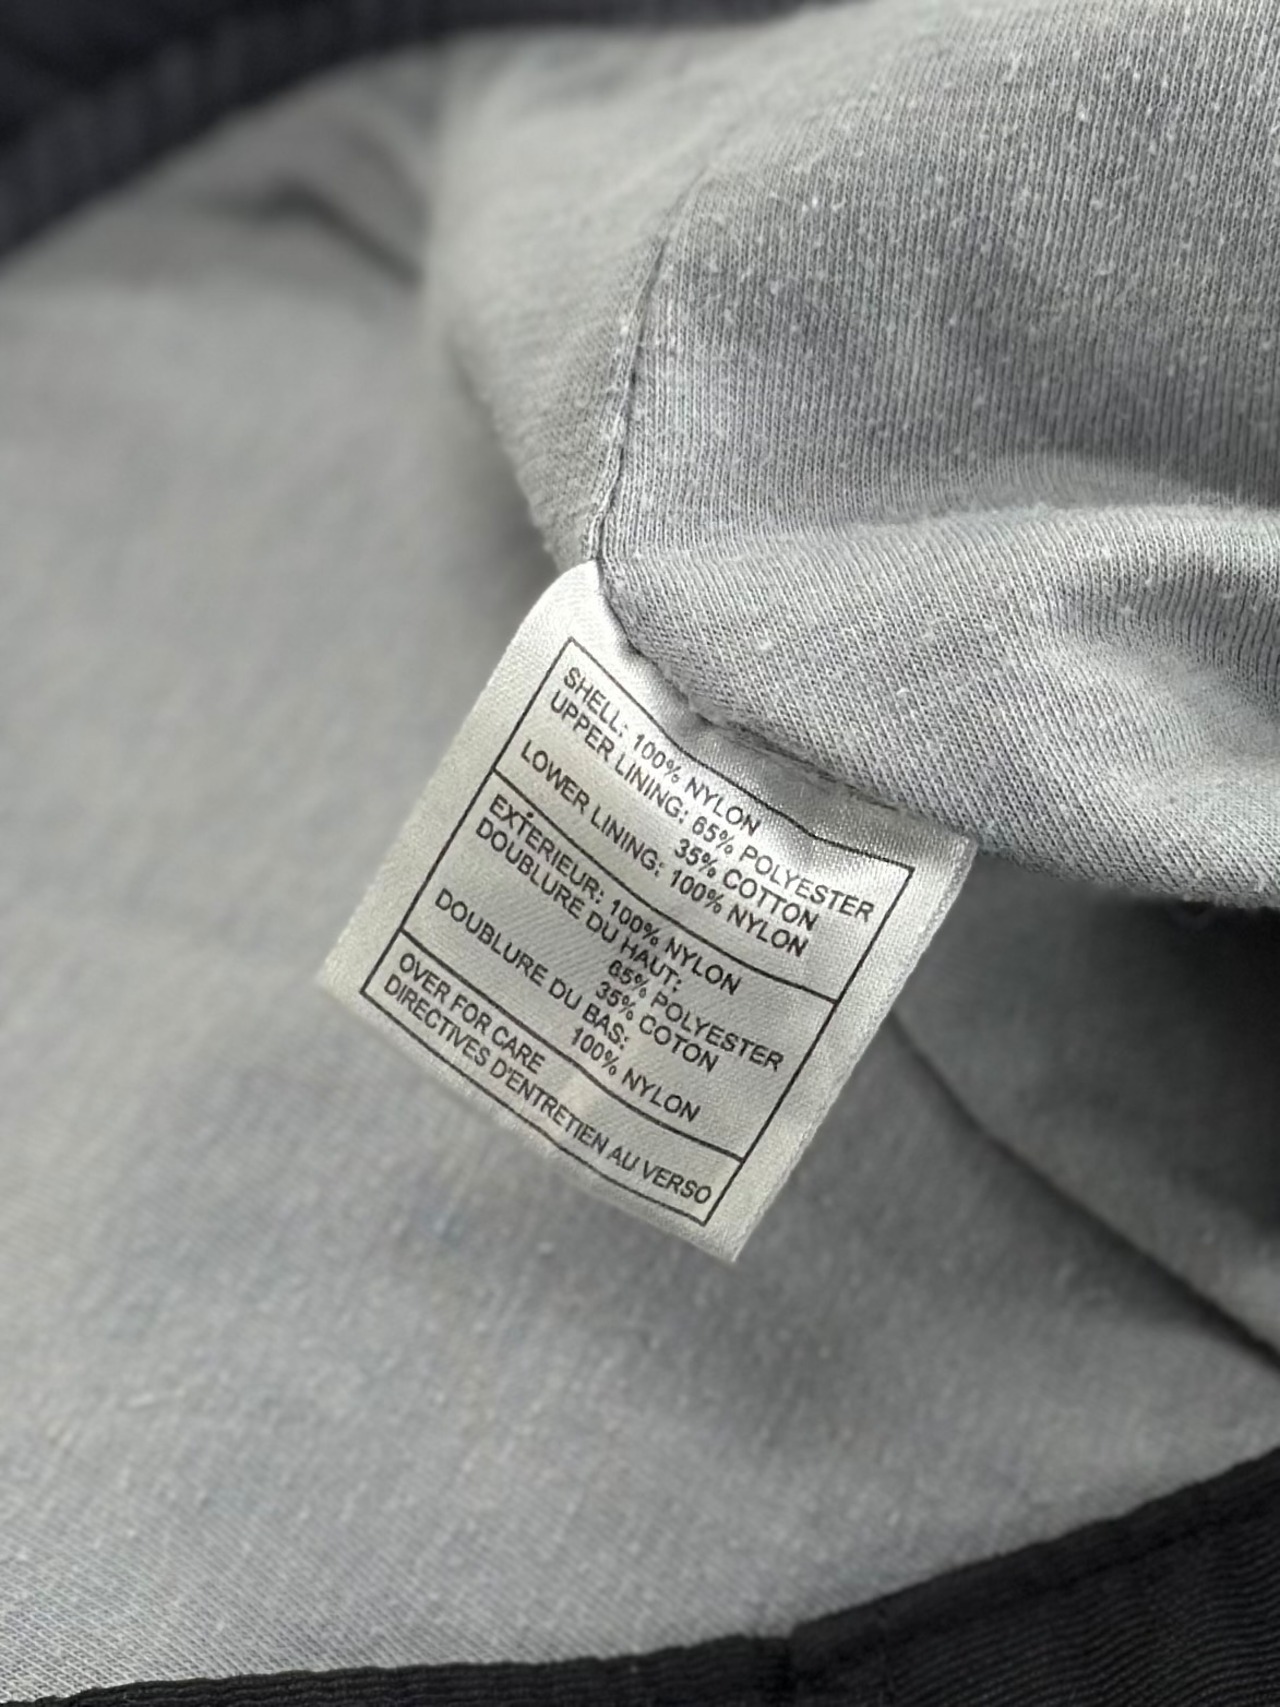 SHELL: 100% NYLON
UPPER LINING: 65% POLYESTER
35% COTTON
LOWER LINING: 100% NYLON
EXTÉRIEUR: 100% NYLON
DOUBLURE DU HAUT:
65% POLYESTER
35% COTON
DOUBLURE DU BAS:
100% NYLON
OVER FOR CARE
DIRECTIVES D'ENTRETIEN AU VERSO